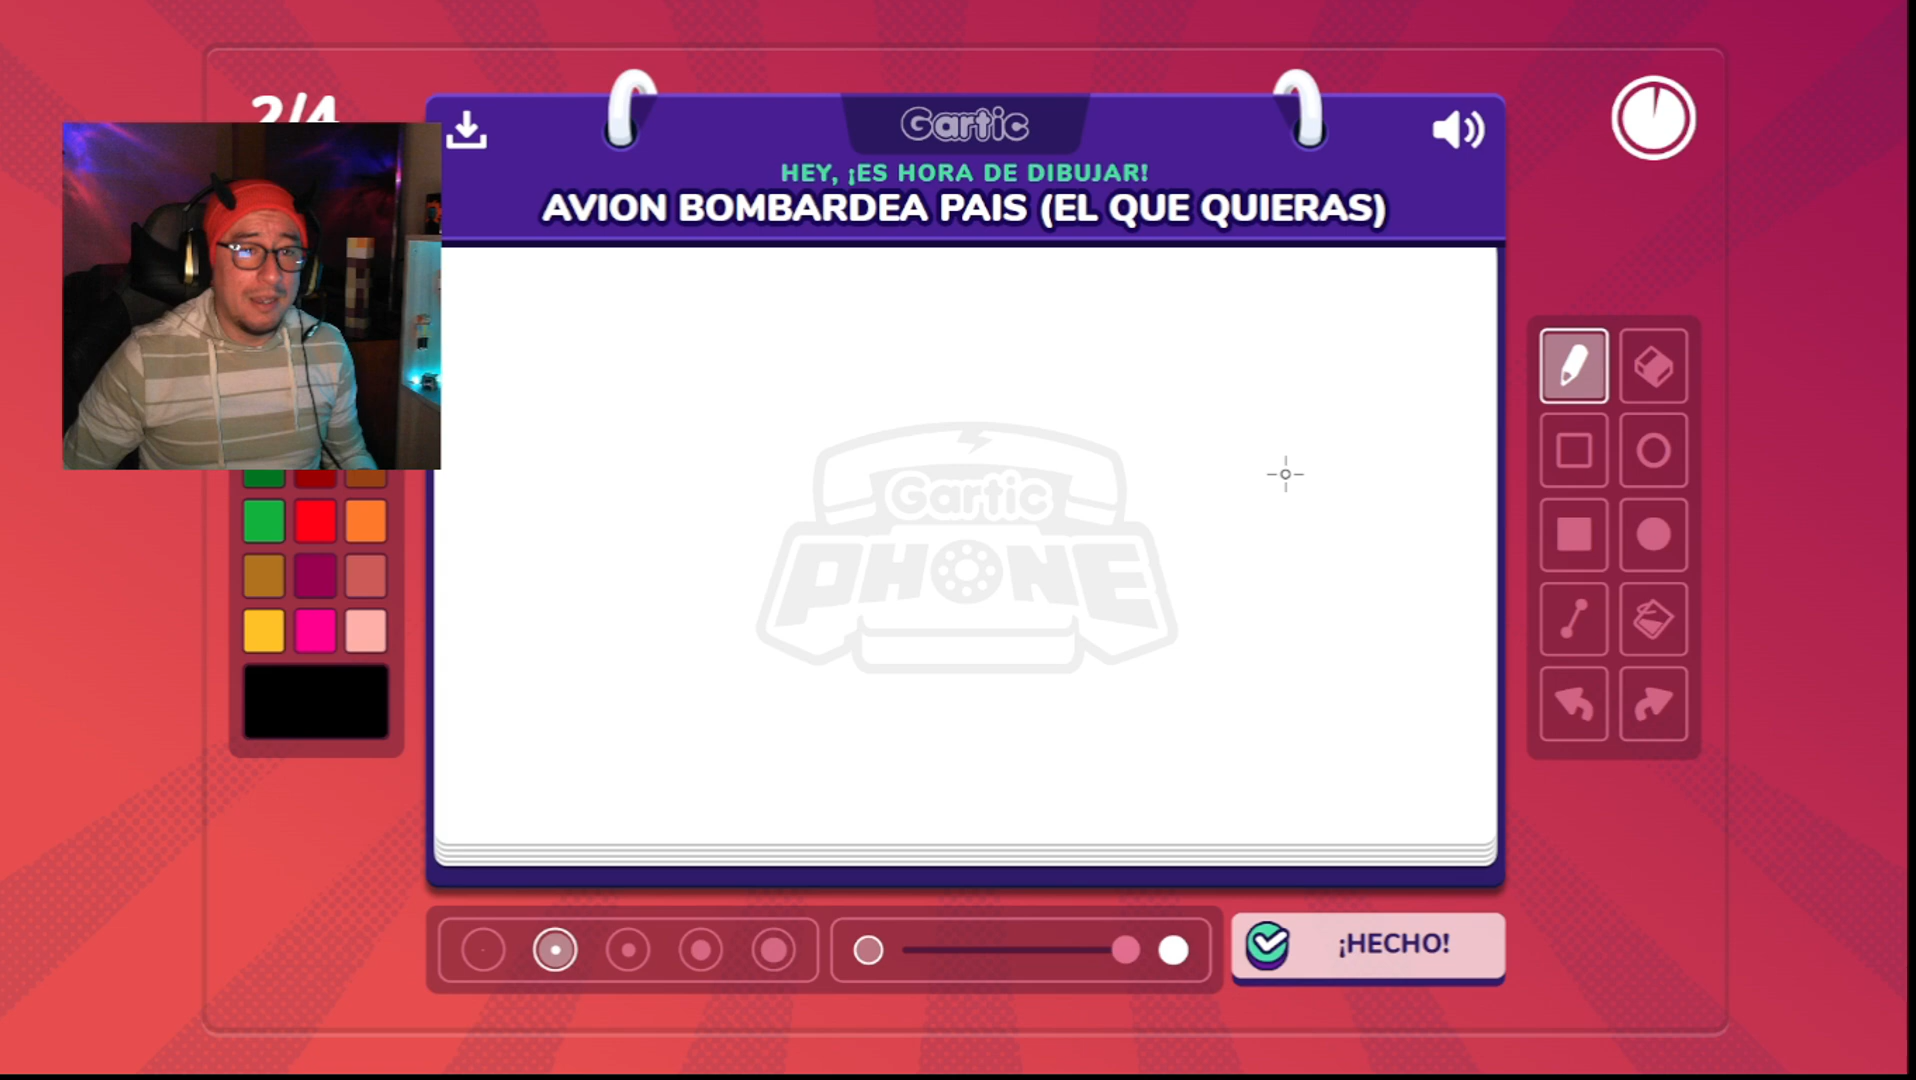 2/4
Gartic
HEY, ¡ES HORA DE DIBUJAR!
AVION BOMBARDEA PAIS (EL QUE QUIERAS)
Gartic
PHONE
¡HECHO!